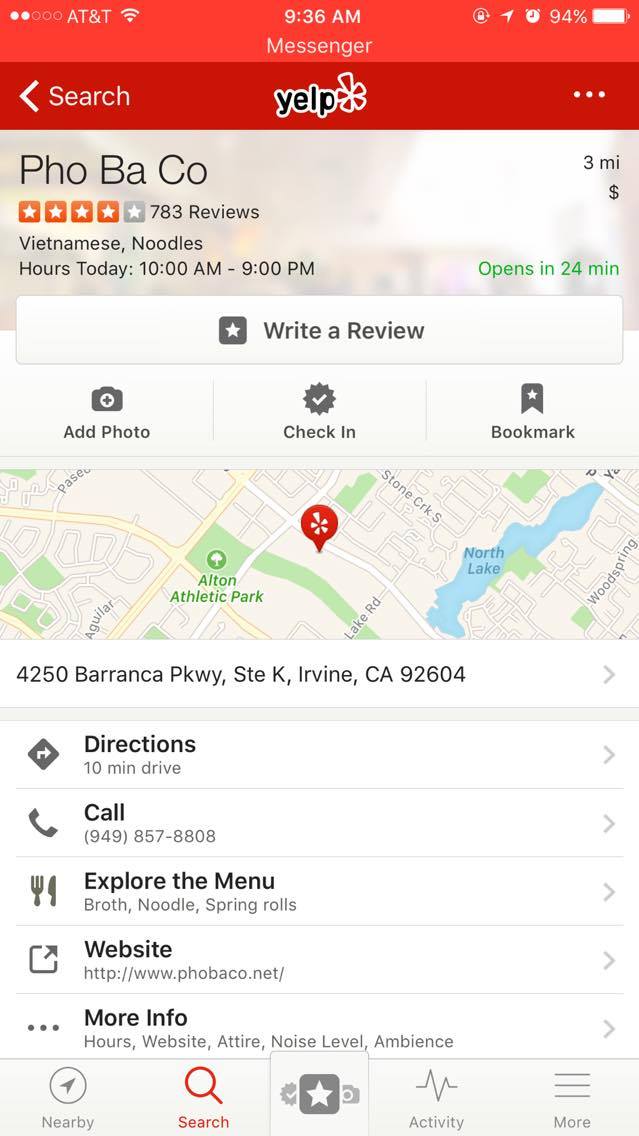 AT&T 9:36 AM 94%
Messenger
Search yelp
Pho Ba Co 3 mi
$
783 Reviews
Vietnamese, Noodles
Hours Today: 10:00 AM - 9:00 PM Opens in 24 min
Write a Review
Add Photo Check In Bookmark
Paseo
Stone Crk S
North
Lake
Woodspring
Alton
Athletic Park
Aguilar
Lake Rd
4250 Barranca Pkwy, Ste K, Irvine, CA 92604
Directions
10 min drive
Call
(949) 857-8808
Explore the Menu
Broth, Noodle, Spring rolls
Website
http://www.phobaco.net/
More Info
Hours, Website, Attire, Noise Level, Ambience
Nearby Search Activity More